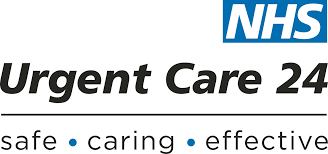 NHS
Urgent Care 24
safe • caring • effective